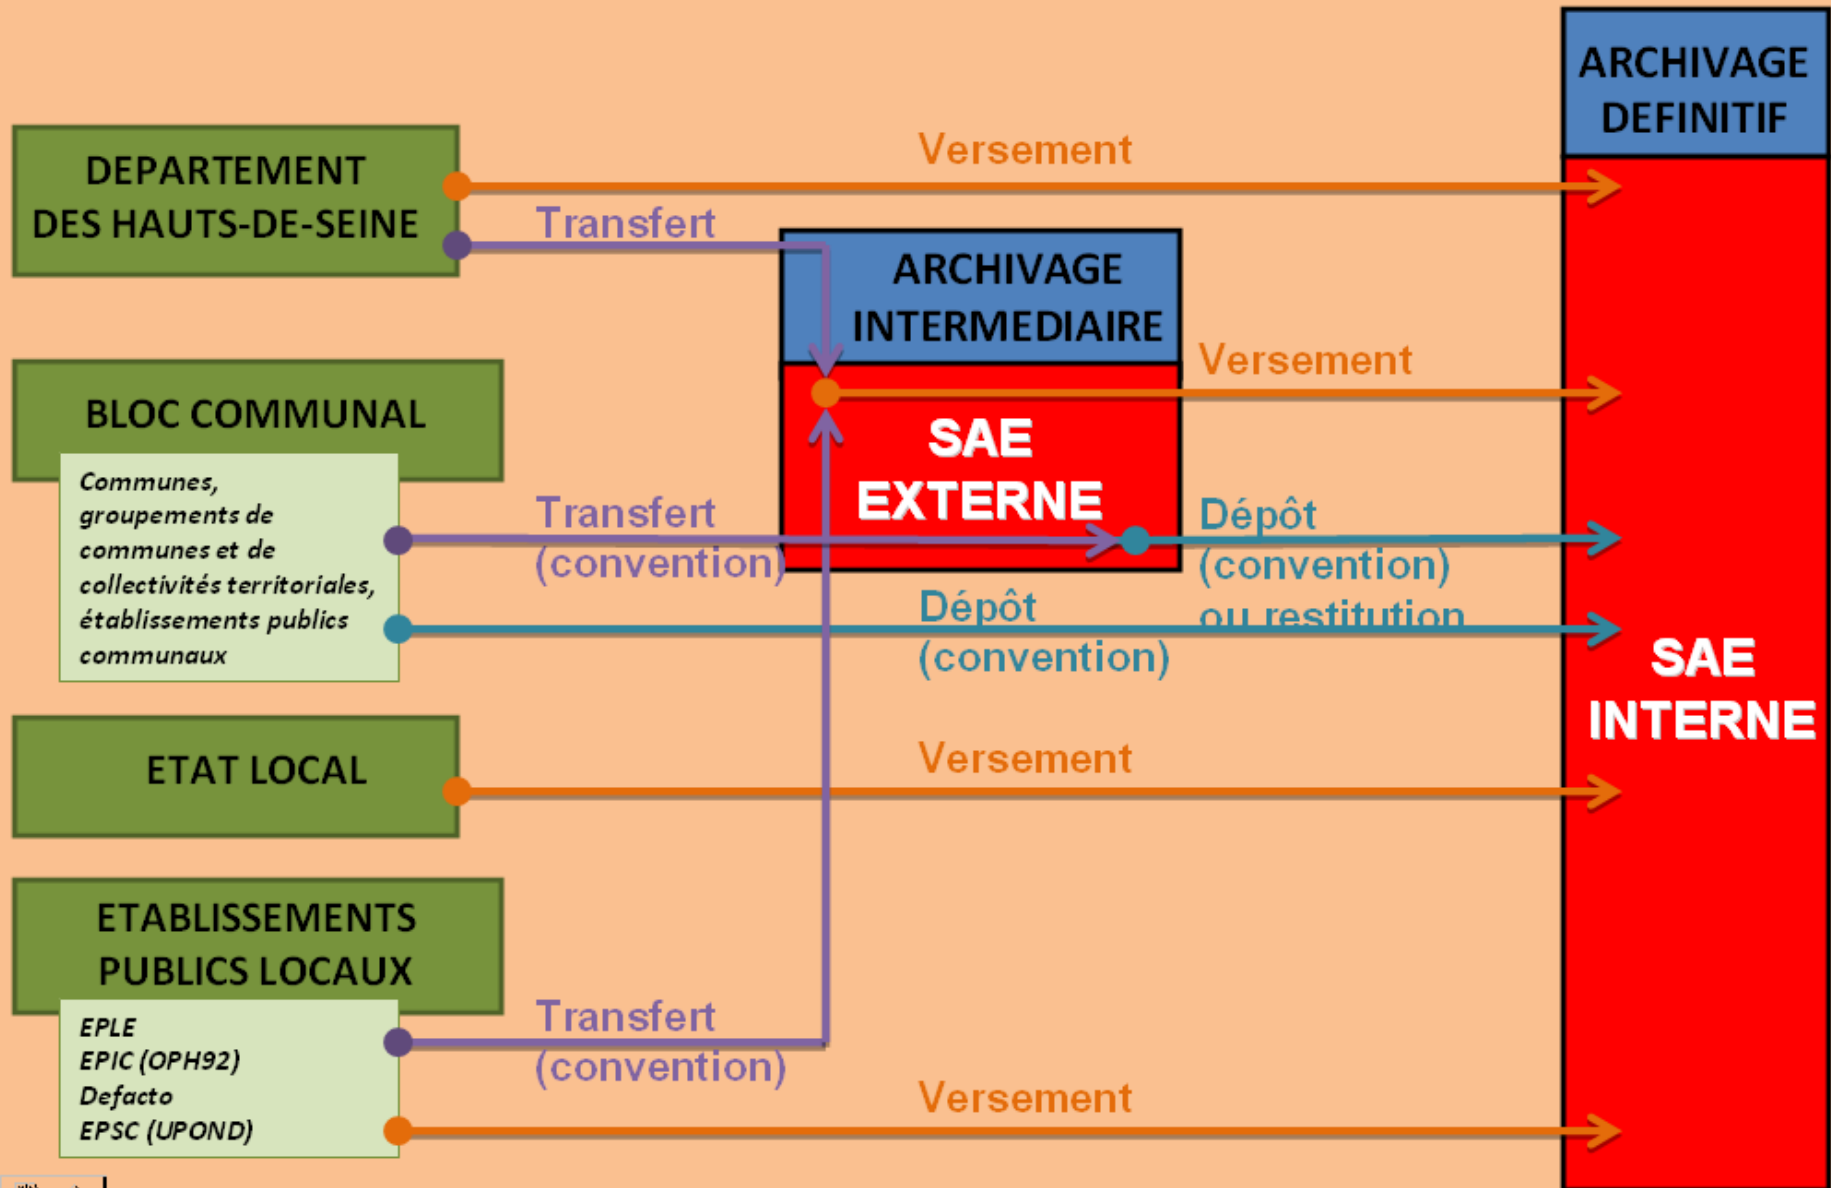 ARCHIVAGE
DEFINITIF
DEPARTEMENT
DES HAUTS-DE-SEINE
Versement
Transfert
ARCHIVAGE
INTERMEDIAIRE
Versement
BLOC COMMUNAL
SAE
EXTERNE
Communes,
groupements de
communes et de
collectivités territoriales,
établissements publics
communaux
Transfert
(convention)
Dépôt
(convention)
ou restitution
Dépôt
(convention)
SAE
INTERNE
ETAT LOCAL
Versement
ETABLISSEMENTS
PUBLICS LOCAUX
EPLE
EPIC (OPH92)
Defacto
EPSC (UPOND)
Transfert
(convention)
Versement